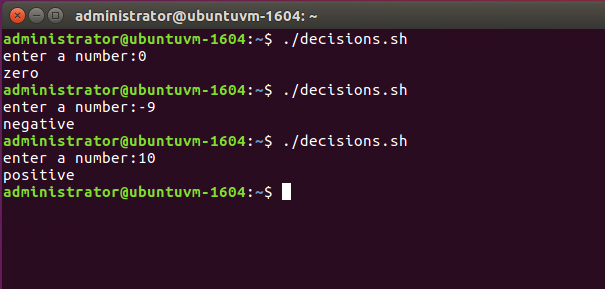 administrator@ubuntuvm-1604: ~
administrator@ubuntuvm-1604:~$ ./decisions.sh
enter a number:0
zero
administrator@ubuntuvm-1604:~$ ./decisions.sh
enter a number:-9
negative
administrator@ubuntuvm-1604:~$ ./decisions.sh
enter a number:10
positive
administrator@ubuntuvm-1604:~$